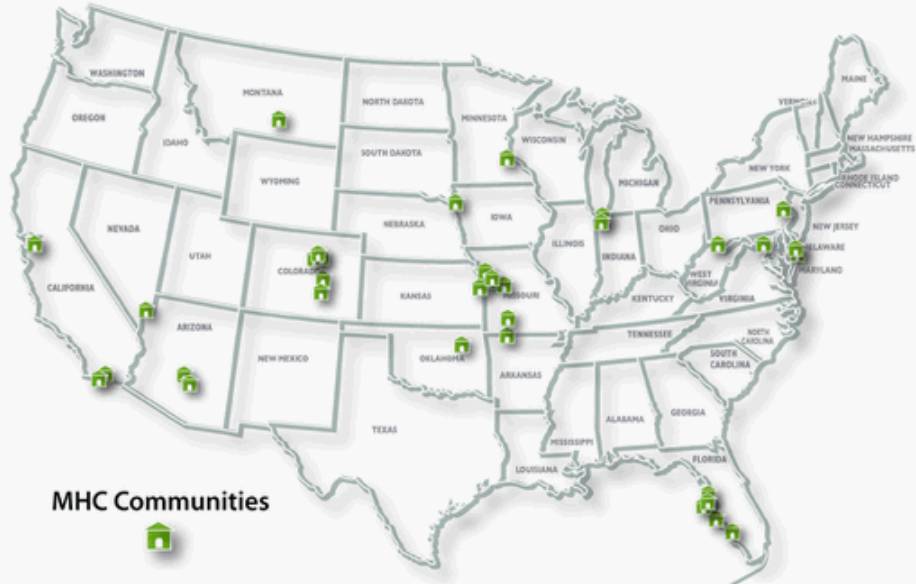 WASHINGTON
MONTANA
NORTH DAKOTA
MINNESOTA
MAINE
OREGON
IDAHO
SOUTH DAKOTA
WISCONSIN
VERMONT
NEW HAMPSHIRE
MASSACHUSETTS
WYOMING
MICHIGAN
NEW YORK
RHODE ISLAND
CONNECTICUT
NEVADA
NEBRASKA
IOWA
PENNSYLVANIA
UTAH
COLORADO
ILLINOIS
INDIANA
OHIO
NEW JERSEY
DELAWARE
MARYLAND
CALIFORNIA
KANSAS
MISSOURI
WEST
VIRGINIA
KENTUCKY
VIRGINIA
ARIZONA
NEW MEXICO
OKLAHOMA
TENNESSEE
NORTH
CAROLINA
SOUTH
CAROLINA
ARKANSAS
TEXAS
MISSISSIPPI
ALABAMA
GEORGIA
LOUISIANA
FLORIDA
MHC Communities